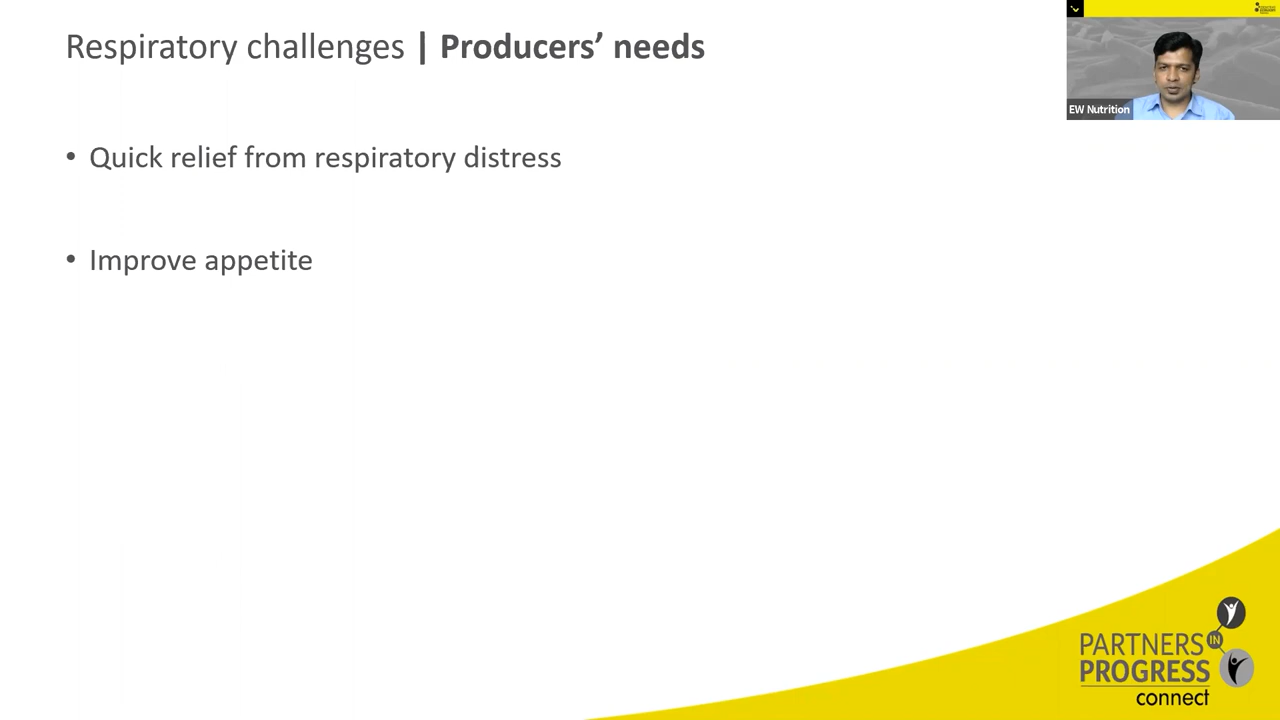 Respiratory challenges | Producers’ needs
EW Nutrition
• Quick relief from respiratory distress
• Improve appetite
PARTNERS IN
PROGRESS
connect